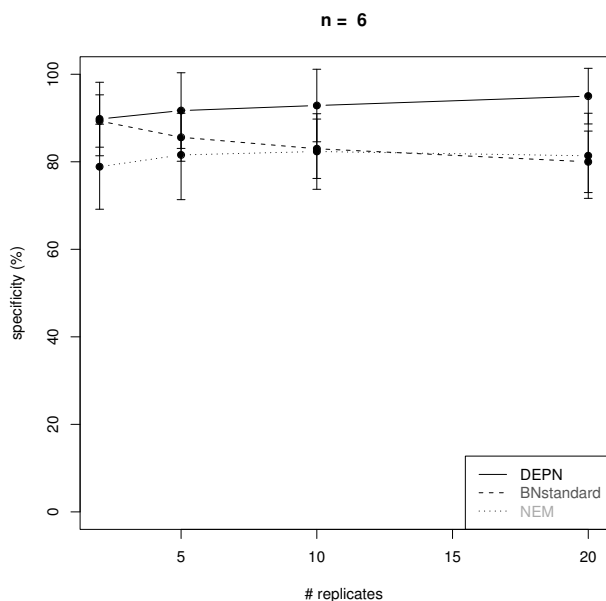 n = 6
specificity (%)
100
80
60
40
20
0
5
10
15
20
# replicates
DEPN
BNstandard
NEM